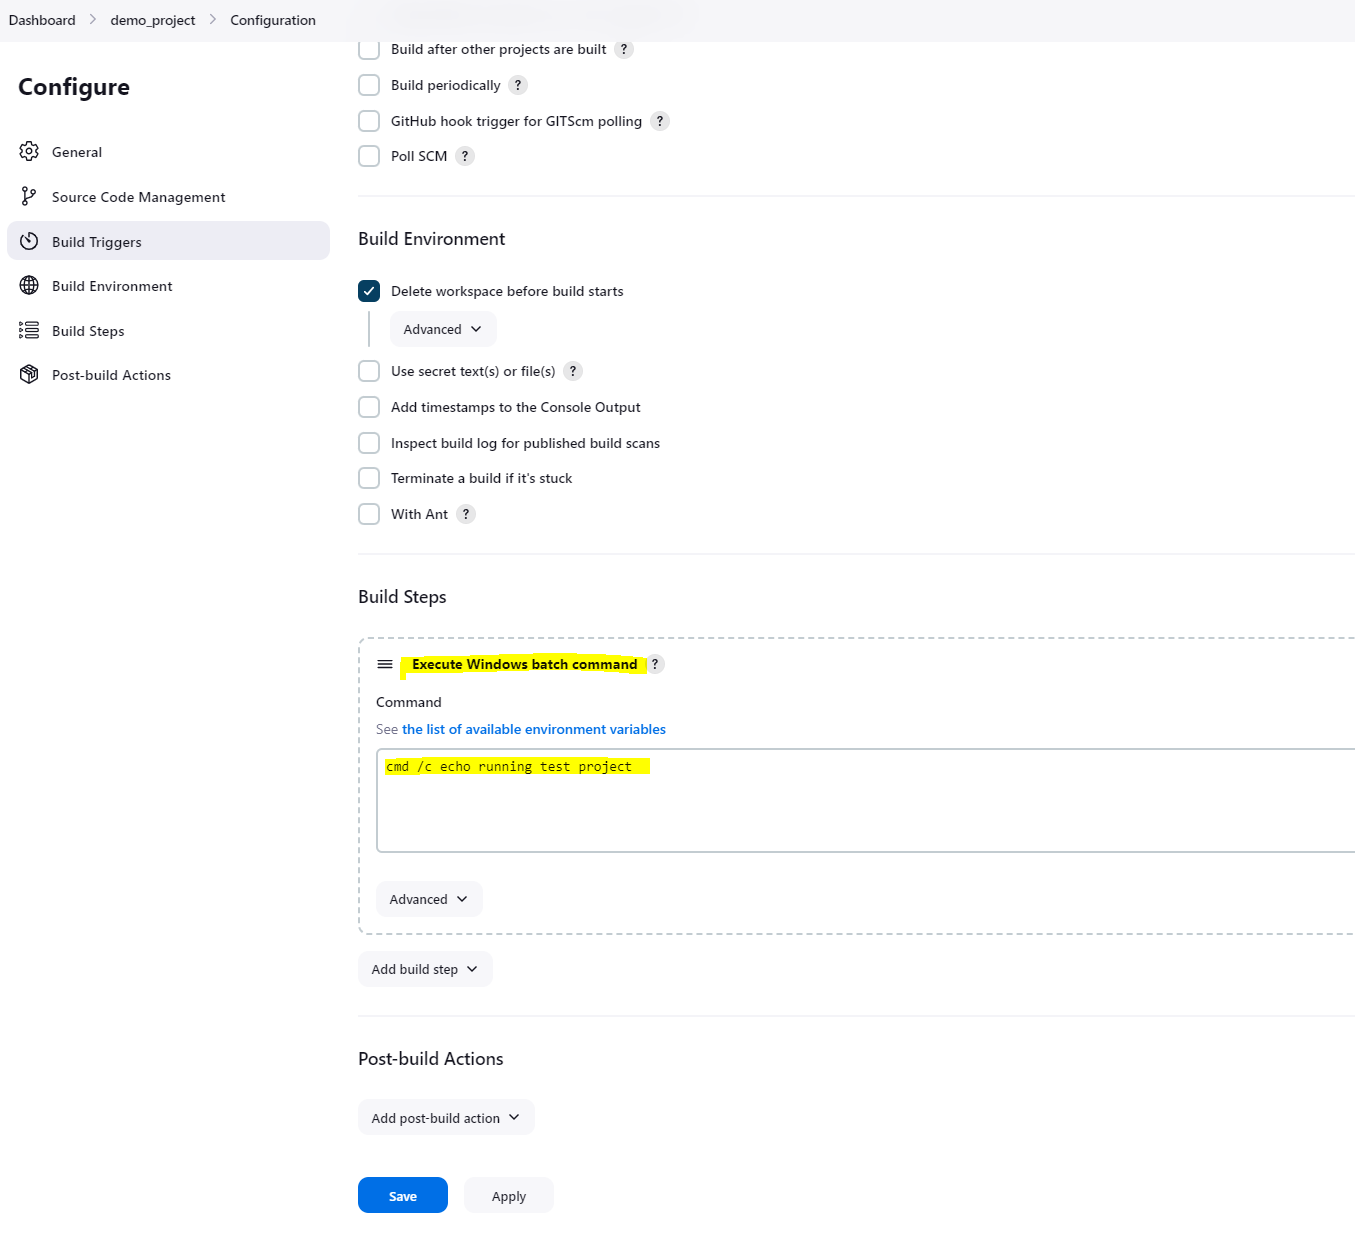 Dashboard > demo_project > Configuration
Configure
General
Source Code Management
Build Triggers
Build Environment
Build Steps
Post-build Actions
Build after other projects are built ?
Build periodically ?
GitHub hook trigger for GITScm polling ?
Poll SCM ?
Build Environment
Delete workspace before build starts
Advanced
Use secret text(s) or file(s) ?
Add timestamps to the Console Output
Inspect build log for published build scans
Terminate a build if it's stuck
With Ant ?
Build Steps
Execute Windows batch command ?
Command
See the list of available environment variables
cmd /c echo running test project
Advanced
Add build step
Post-build Actions
Add post-build action
Save
Apply